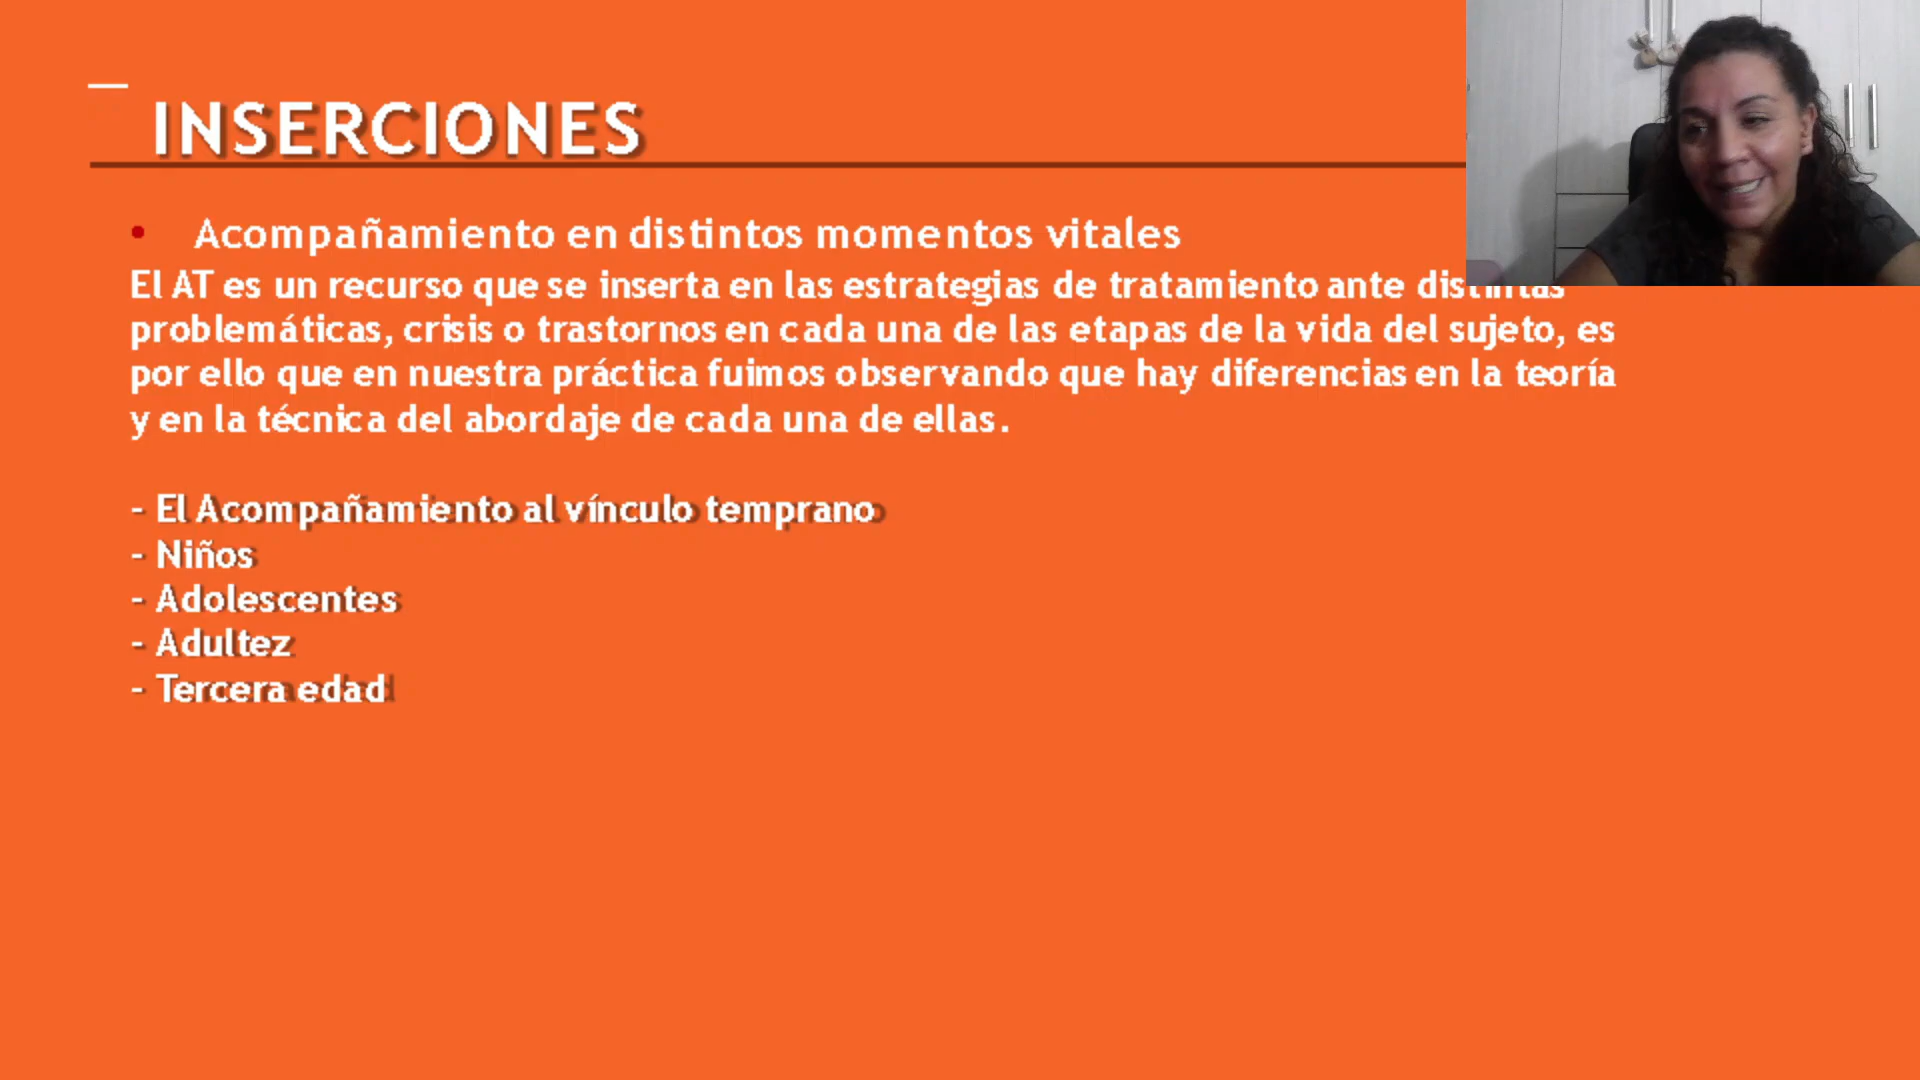 INSERCIONES
• Acompañamiento en distintos momentos vitales
El AT es un recurso que se inserta en las estrategias de tratamiento ante distintas
problemáticas, crisis o trastornos en cada una de las etapas de la vida del sujeto, es
por ello que en nuestra práctica fuimos observando que hay diferencias en la teoría
y en la técnica del abordaje de cada una de ellas.
- El Acompañamiento al vínculo temprano
- Niños
- Adolescentes
- Adultez
- Tercera edad